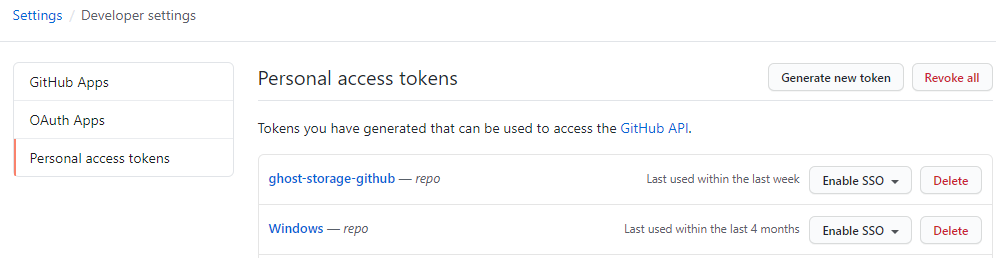 Settings / Developer settings
GitHub Apps
OAuth Apps
Personal access tokens
Personal access tokens
Generate new token
Revoke all
Tokens you have generated that can be used to access the GitHub API.
ghost-storage-github — repo
Last used within the last week
Enable SSO
Delete
Windows — repo
Last used within the last 4 months
Enable SSO
Delete